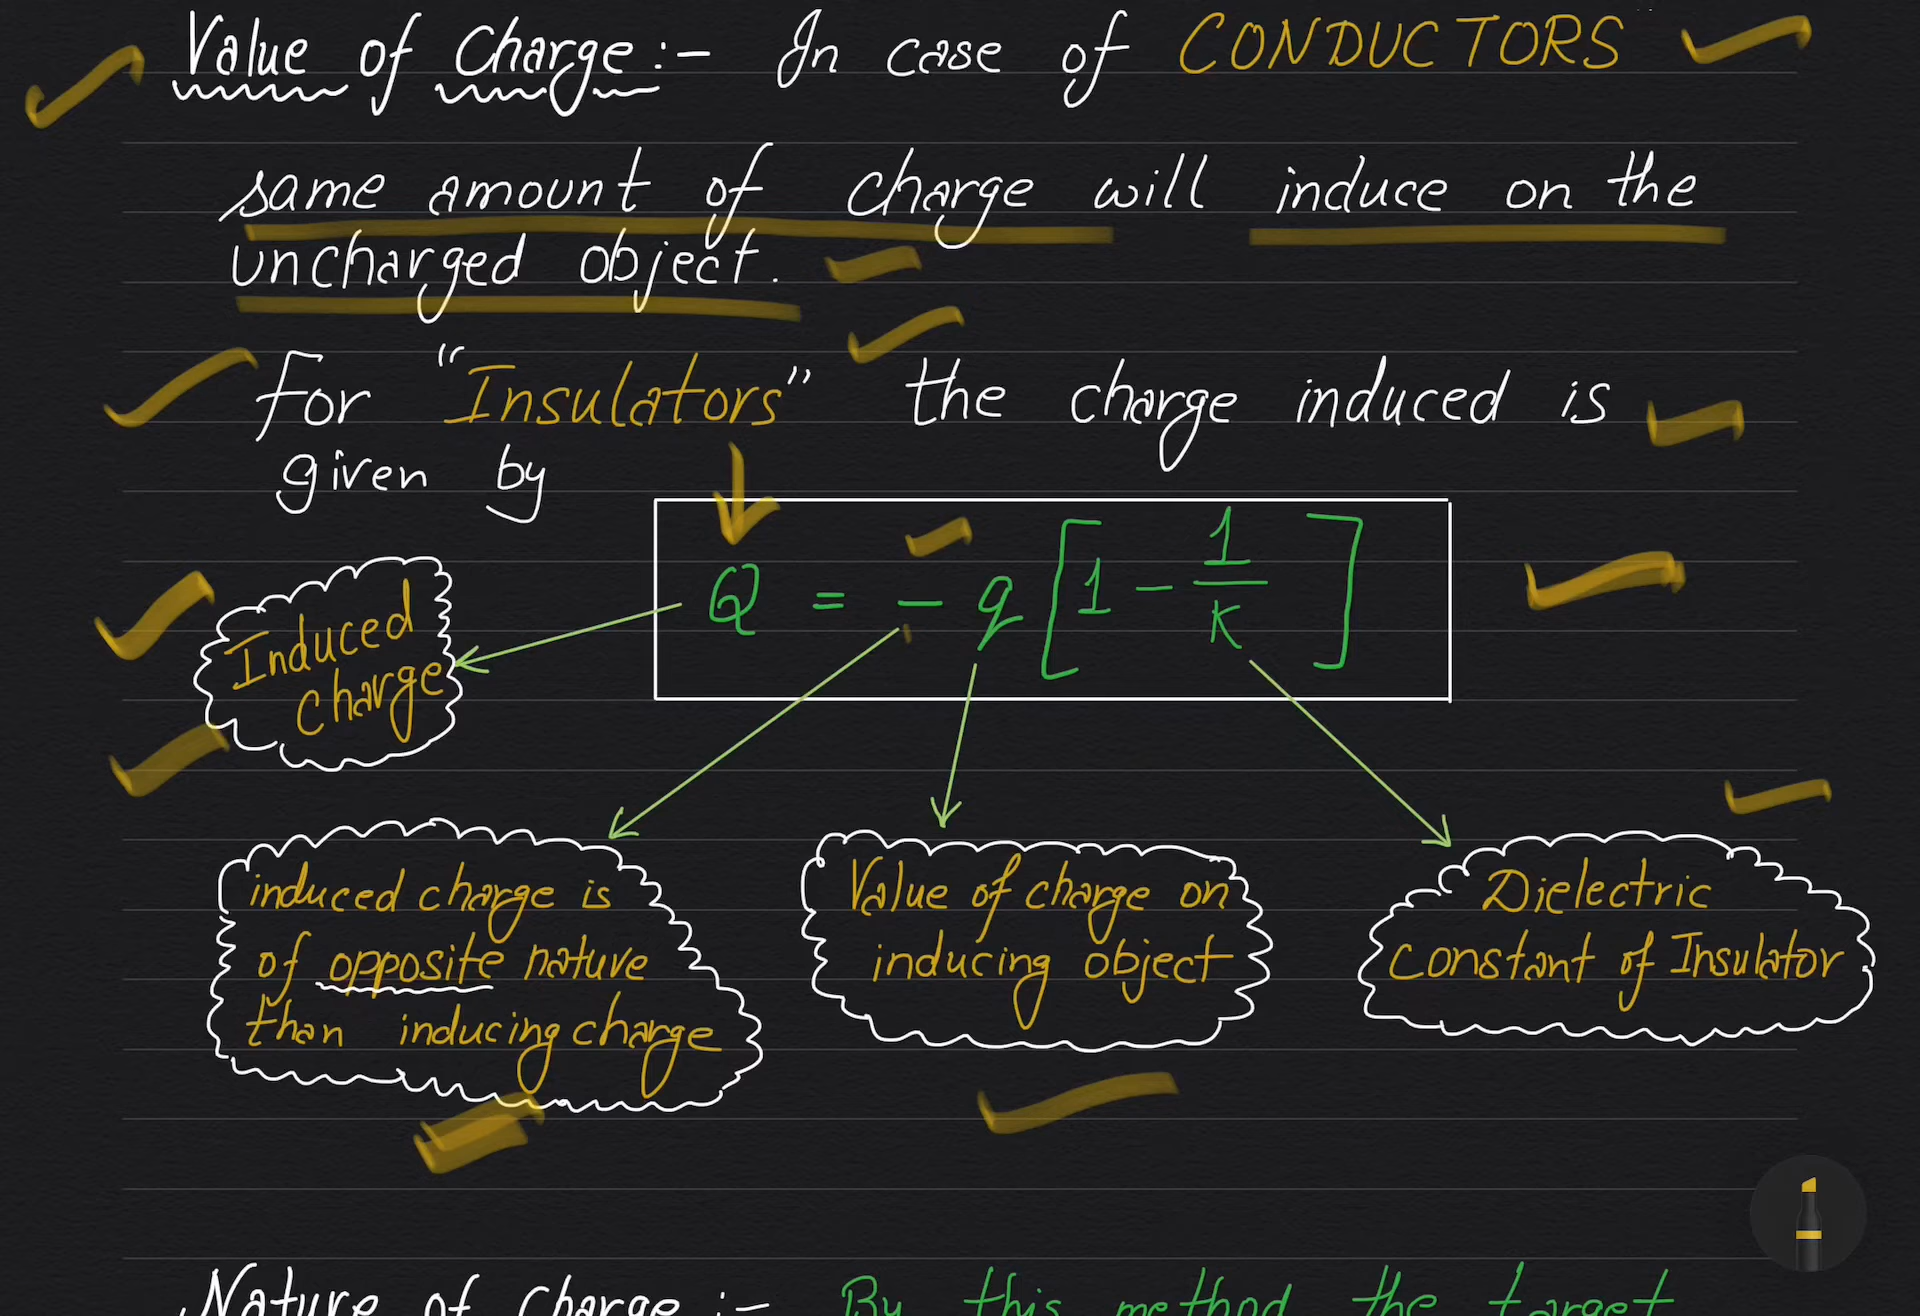 Value of Charge :- In case of CONDUCTORS
same amount of charge will induce on the
uncharged object.
for "Insulators" the charge induced is
given by
Q = - q [1 - 1/K]
Induced
charge
induced charge is
of opposite nature
than inducing charge
Value of charge on
inducing object
Dielectric
constant of Insulator
Nature of Charge :- By this method the target